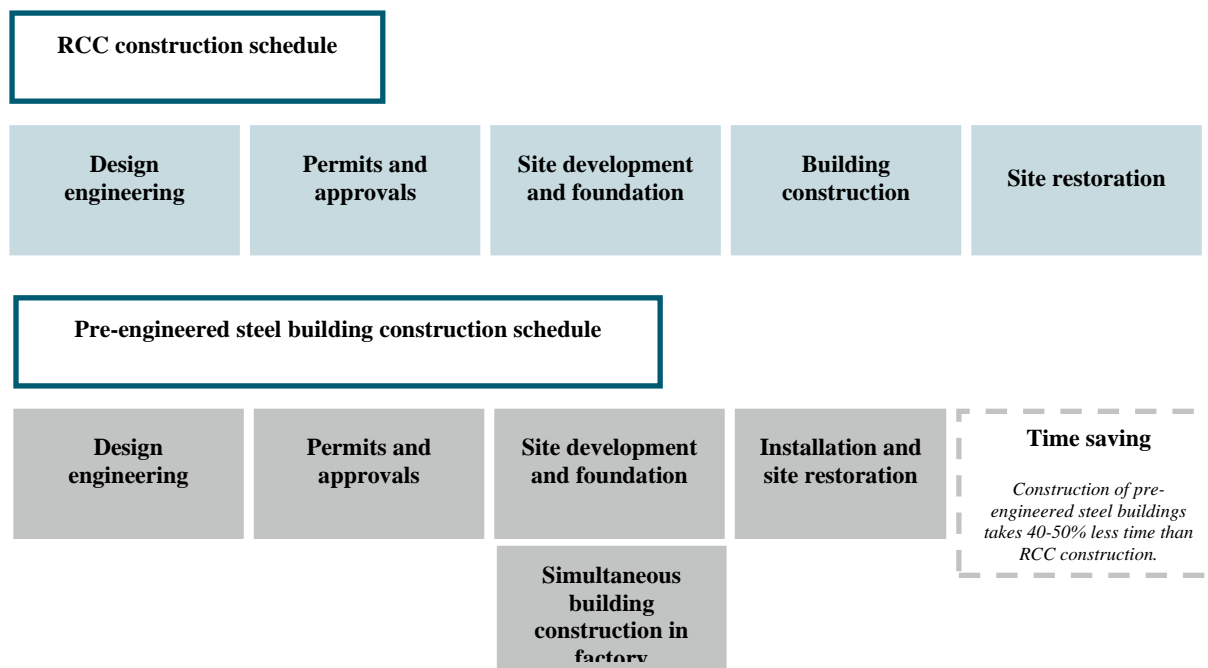 RCC construction schedule
Design
engineering
Permits and
approvals
Site development
and foundation
Building
construction
Site restoration
Pre-engineered steel building construction schedule
Design
engineering
Permits and
approvals
Site development
and foundation
Installation and
site restoration
Time saving
Construction of pre-
engineered steel buildings
takes 40-50% less time than
RCC construction.
Simultaneous
building
construction in
factory